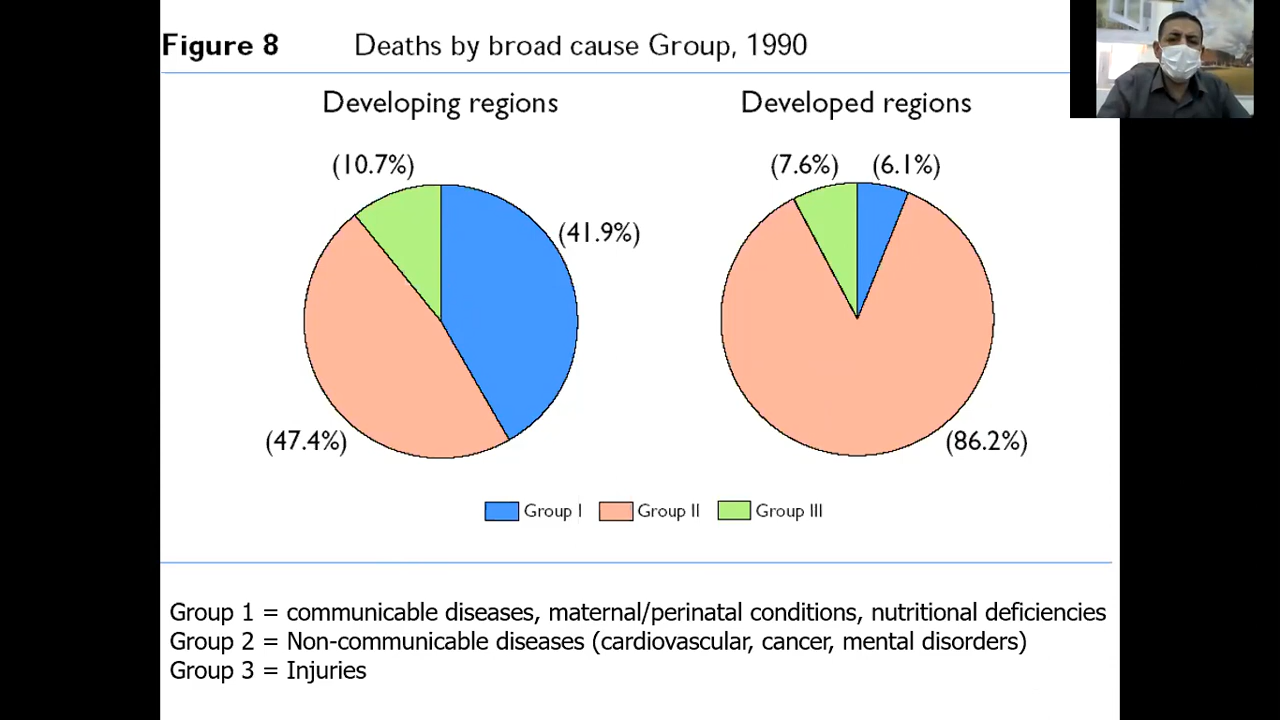 Figure 8 Deaths by broad cause Group, 1990
Developing regions Developed regions
(10.7%) (7.6%) (6.1%)
(41.9%)
(47.4%) (86.2%)
Group I Group II Group III
Group 1 = communicable diseases, maternal/perinatal conditions, nutritional deficiencies
Group 2 = Non-communicable diseases (cardiovascular, cancer, mental disorders)
Group 3 = Injuries